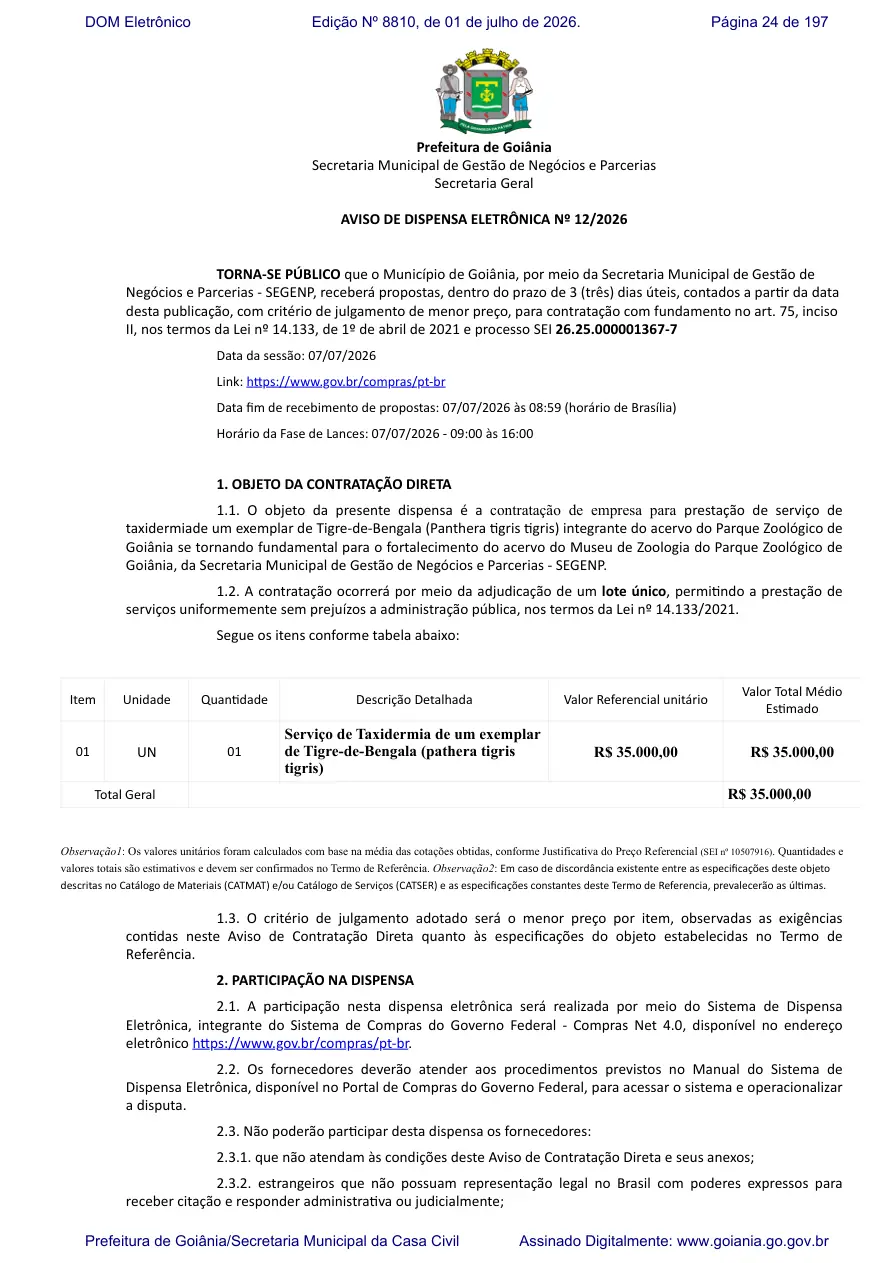 DOM Eletrônico Edição Nº 8810, de 01 de julho de 2026. Página 24 de 197
PELA GRANDEZA DA PÁTRIA
Prefeitura de Goiânia
Secretaria Municipal de Gestão de Negócios e Parcerias
Secretaria Geral
AVISO DE DISPENSA ELETRÔNICA Nº 12/2026
TORNA-SE PÚBLICO que o Município de Goiânia, por meio da Secretaria Municipal de Gestão de
Negócios e Parcerias - SEGENP, receberá propostas, dentro do prazo de 3 (três) dias úteis, contados a partir da data
desta publicação, com critério de julgamento de menor preço, para contratação com fundamento no art. 75, inciso
II, nos termos da Lei nº 14.133, de 1º de abril de 2021 e processo SEI 26.25.000001367-7
Data da sessão: 07/07/2026
Link: https://www.gov.br/compras/pt-br
Data fim de recebimento de propostas: 07/07/2026 às 08:59 (horário de Brasília)
Horário da Fase de Lances: 07/07/2026 - 09:00 às 16:00
1. OBJETO DA CONTRATAÇÃO DIRETA
1.1. O objeto da presente dispensa é a contratação de empresa para prestação de serviço de
taxidermiade um exemplar de Tigre-de-Bengala (Panthera tigris tigris) integrante do acervo do Parque Zoológico de
Goiânia se tornando fundamental para o fortalecimento do acervo do Museu de Zoologia do Parque Zoológico de
Goiânia, da Secretaria Municipal de Gestão de Negócios e Parcerias - SEGENP.
1.2. A contratação ocorrerá por meio da adjudicação de um lote único, permitindo a prestação de
serviços uniformemente sem prejuízos a administração pública, nos termos da Lei nº 14.133/2021.
Segue os itens conforme tabela abaixo:
Item Unidade Quantidade Descrição Detalhada Valor Referencial unitário Valor Total Médio
Estimado
01 UN 01 Serviço de Taxidermia de um exemplar
de Tigre-de-Bengala (pathera tigris
tigris) R$ 35.000,00 R$ 35.000,00
Total Geral R$ 35.000,00
Observação1: Os valores unitários foram calculados com base na média das cotações obtidas, conforme Justificativa do Preço Referencial (SEI nº 10507916). Quantidades e
valores totais são estimativos e devem ser confirmados no Termo de Referência. Observação2: Em caso de discordância existente entre as especificações deste objeto
descritas no Catálogo de Materiais (CATMAT) e/ou Catálogo de Serviços (CATSER) e as especificações constantes deste Termo de Referencia, prevalecerão as últimas.
1.3. O critério de julgamento adotado será o menor preço por item, observadas as exigências
contidas neste Aviso de Contratação Direta quanto às especificações do objeto estabelecidas no Termo de
Referência.
2. PARTICIPAÇÃO NA DISPENSA
2.1. A participação nesta dispensa eletrônica será realizada por meio do Sistema de Dispensa
Eletrônica, integrante do Sistema de Compras do Governo Federal - Compras Net 4.0, disponível no endereço
eletrônico https://www.gov.br/compras/pt-br.
2.2. Os fornecedores deverão atender aos procedimentos previstos no Manual do Sistema de
Dispensa Eletrônica, disponível no Portal de Compras do Governo Federal, para acessar o sistema e operacionalizar
a disputa.
2.3. Não poderão participar desta dispensa os fornecedores:
2.3.1. que não atendam às condições deste Aviso de Contratação Direta e seus anexos;
2.3.2. estrangeiros que não possuam representação legal no Brasil com poderes expressos para
receber citação e responder administrativa ou judicialmente;
Prefeitura de Goiânia/Secretaria Municipal da Casa Civil Assinado Digitalmente: www.goiania.go.gov.br